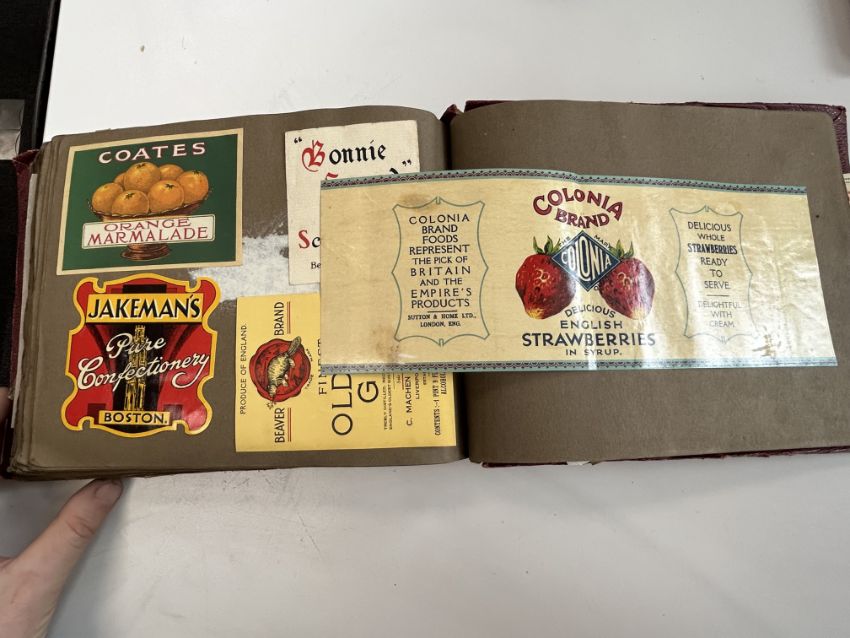 COATES
ORANGE
MARMALADE
"Bonnie
Sc
Be
JAKEMAN'S
Pure
Confectionery
BOSTON.
PRODUCE OF ENGLAND.
BEAVER BRAND
OLD
G
C. MACHEN
COLONIA
BRAND
FOODS
REPRESENT
THE PICK OF
BRITAIN
AND THE
EMPIRE'S
PRODUCTS
SUTTON & HOME LTD.,
LONDON, ENG.
COLONIA
BRAND
COLONIA
DELICIOUS
ENGLISH
STRAWBERRIES
IN SYRUP.
DELICIOUS
WHOLE
STRAWBERRIES
READY
TO
SERVE
DELIGHTFUL
WITH
CREAM